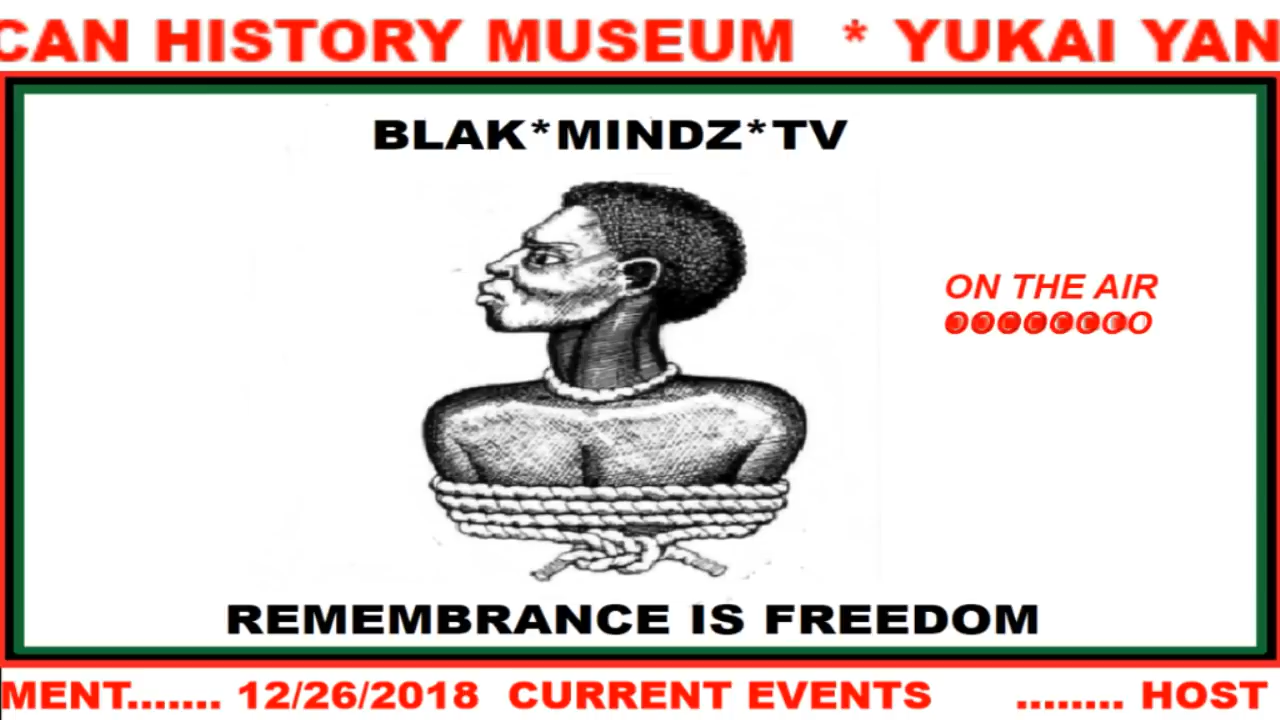 CAN HISTORY MUSEUM * YUKAI YAN
BLAK*MINDZ*TV
ON THE AIR
REMEMBRANCE IS FREEDOM
MENT....... 12/26/2018 CURRENT EVENTS ........ HOST